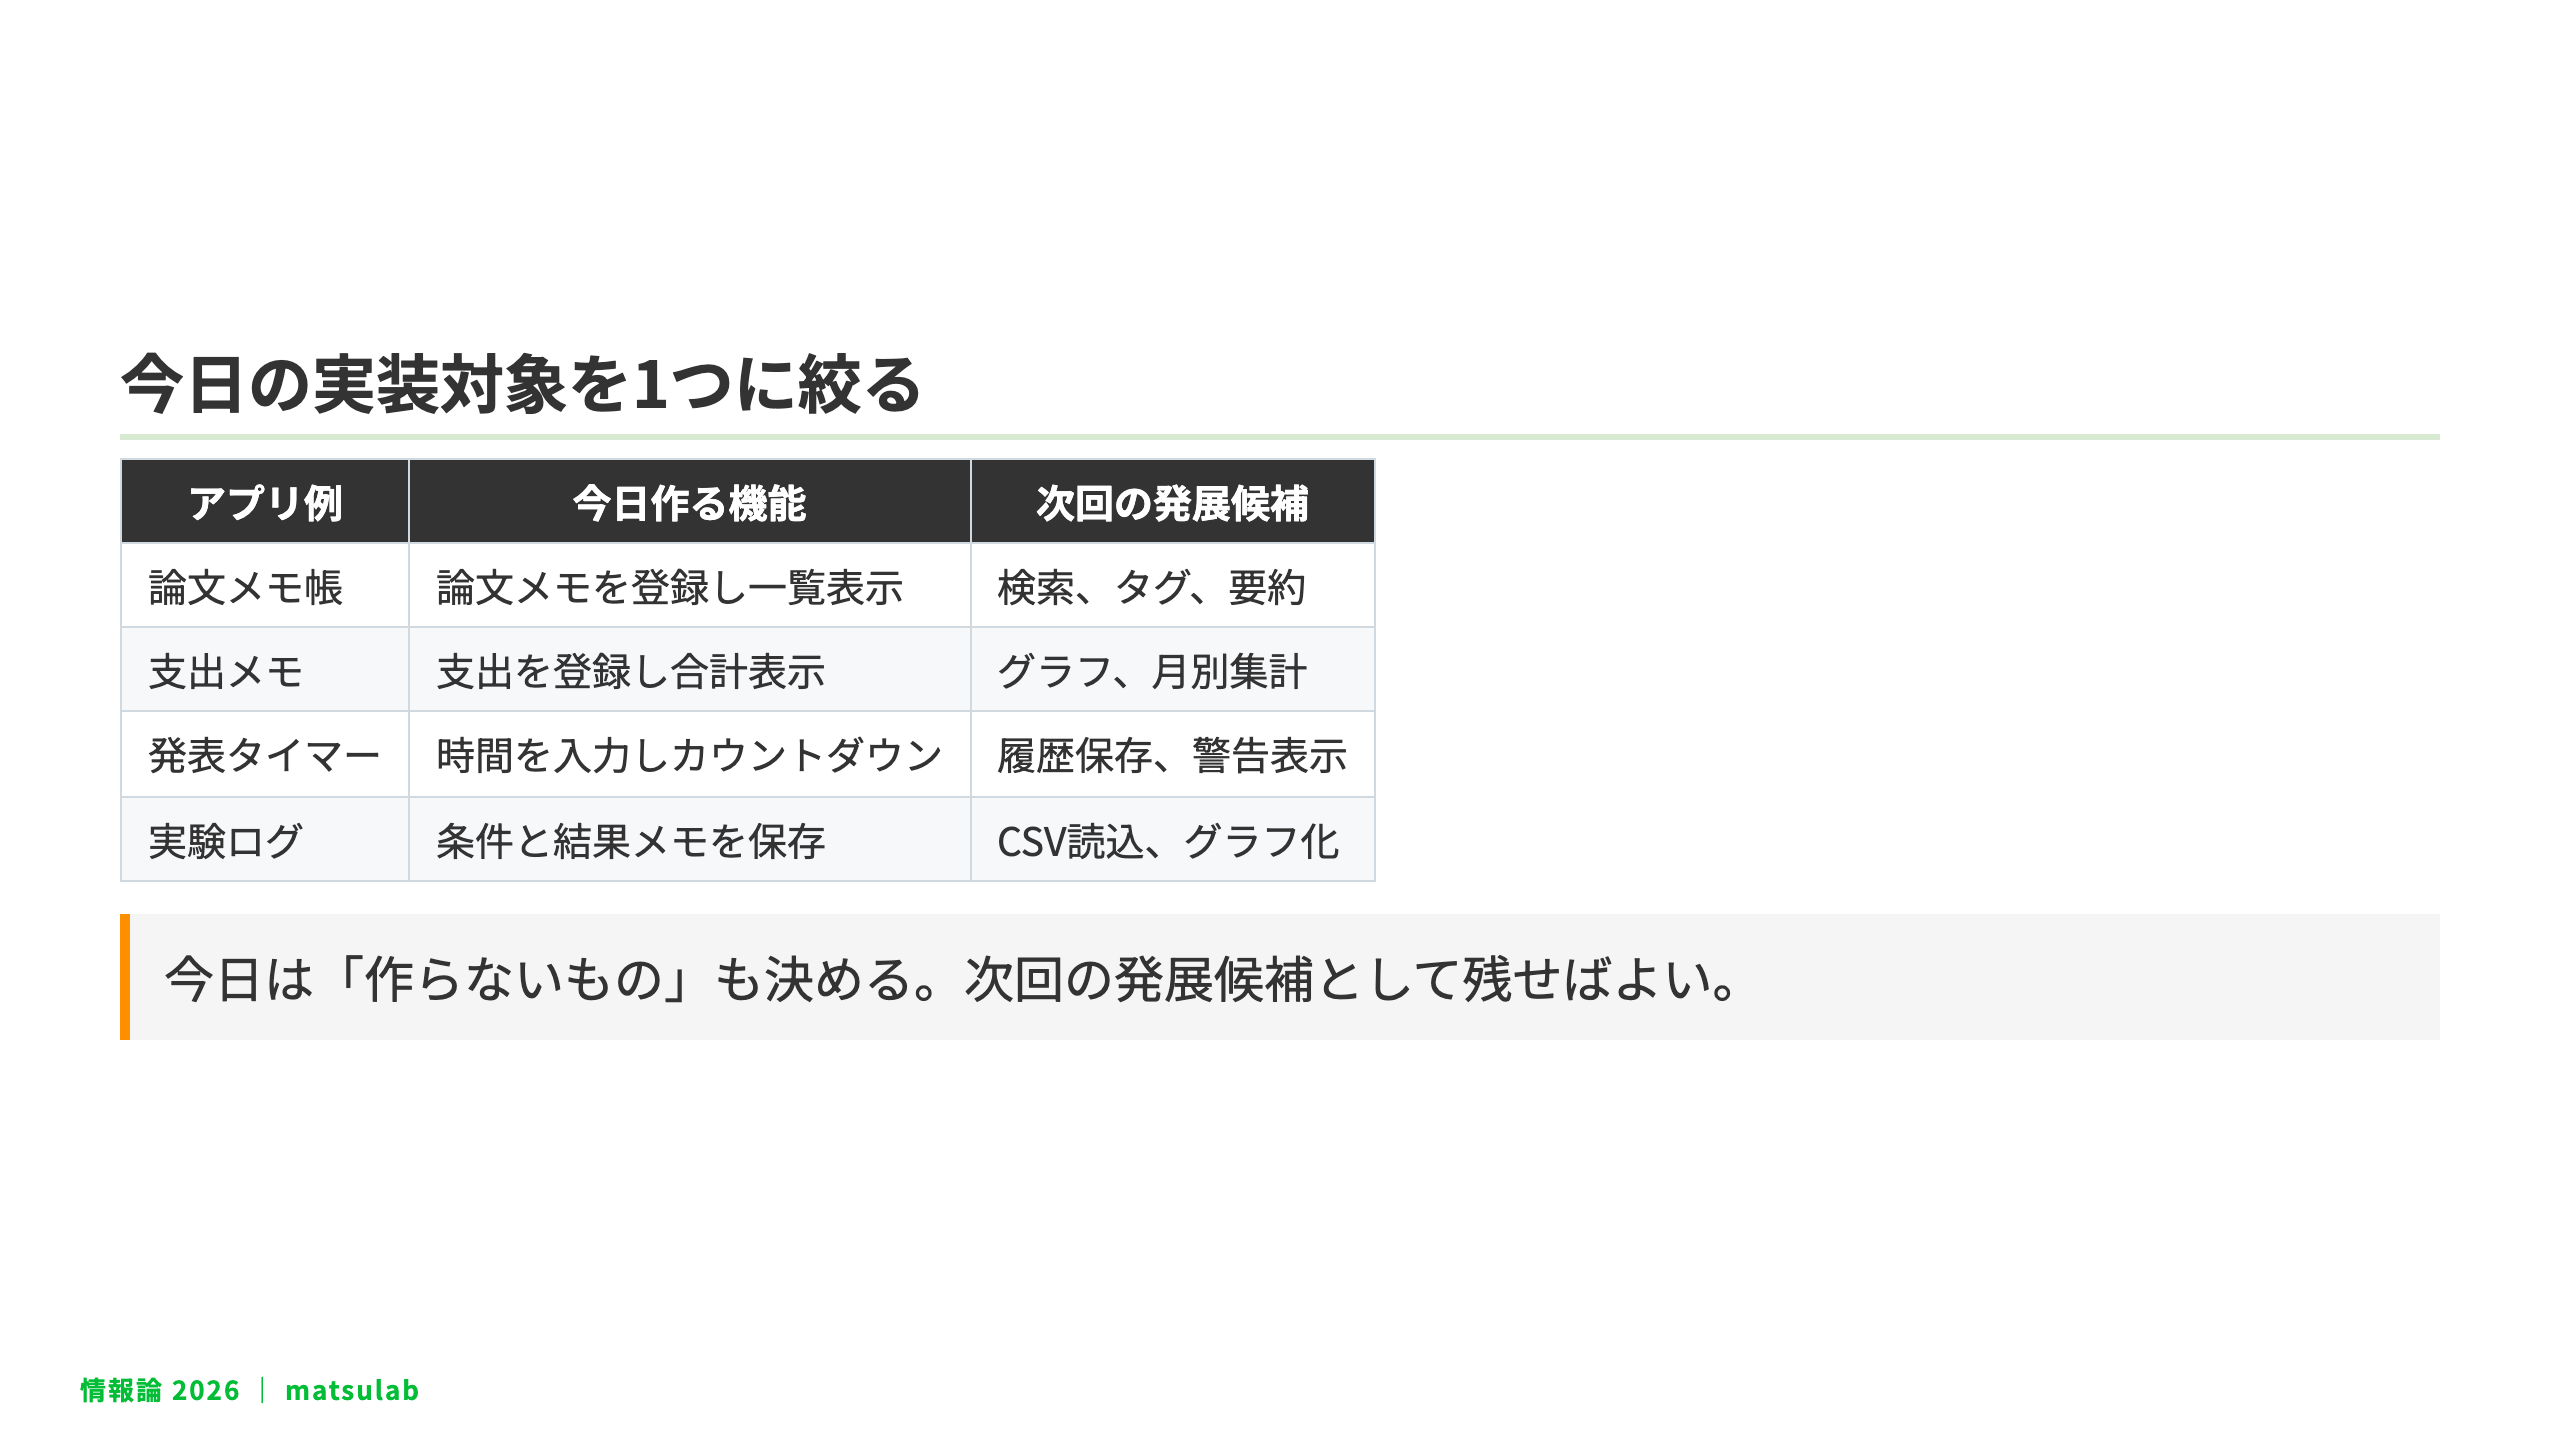 今日の実装対象を1つに絞る
アプリ例 今日作る機能 次回の発展候補
論文メモ帳 論文メモを登録し一覧表示 検索、タグ、要約
支出メモ 支出を登録し合計表示 グラフ、月別集計
発表タイマー 時間を入力しカウントダウン 履歴保存、警告表示
実験ログ 条件と結果メモを保存 CSV読込、グラフ化
今日は「作らないもの」も決める。次回の発展候補として残せばよい。
情報論 2026 ｜ matsulab